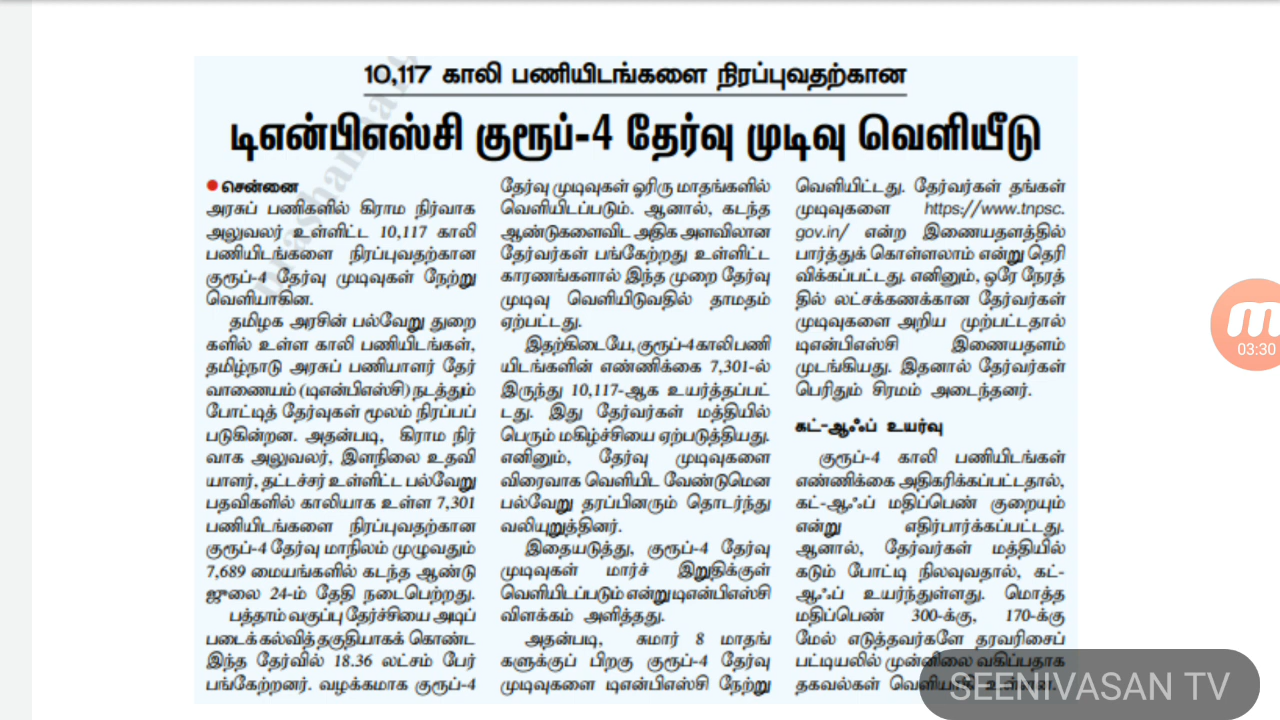 10,117 காலி பணியிடங்களை நிரப்புவதற்கான
டிஎன்பிஎஸ்சி குரூப்-4 தேர்வு முடிவு வெளியீடு
சென்னை
அரசுப் பணிகளில் கிராம நிர்வாக
அலுவலர் உள்ளிட்ட 10,117 காலி
பணியிடங்களை நிரப்புவதற்கான
குரூப்-4 தேர்வு முடிவுகள் நேற்று
வெளியாகின.
தமிழக அரசின் பல்வேறு துறை
களில் உள்ள காலி பணியிடங்கள்,
தமிழ்நாடு அரசுப் பணியாளர் தேர்
வாணையம் (டிஎன்பிஎஸ்சி) நடத்தும்
போட்டித் தேர்வுகள் மூலம் நிரப்பப்
படுகின்றன. அதன்படி, கிராம நிர்
வாக அலுவலர், இளநிலை உதவி
யாளர், தட்டச்சர் உள்ளிட்ட பல்வேறு
பதவிகளில் காலியாக உள்ள 7,301
பணியிடங்களை நிரப்புவதற்கான
குரூப்-4 தேர்வு மாநிலம் முழுவதும்
7,689 மையங்களில் கடந்த ஆண்டு
ஜூலை 24-ம் தேதி நடைபெற்றது.
பத்தாம் வகுப்பு தேர்ச்சியை அடிப்
படைக் கல்வித் தகுதியாகக் கொண்ட
இந்த தேர்வில் 18.36 லட்சம் பேர்
பங்கேற்றனர். வழக்கமாக குரூப்-4
தேர்வு முடிவுகள் ஓரிரு மாதங்களில்
வெளியிடப்படும். ஆனால், கடந்த
ஆண்டுகளைவிட அதிக அளவிலான
தேர்வர்கள் பங்கேற்றது உள்ளிட்ட
காரணங்களால் இந்த முறை தேர்வு
முடிவு வெளியிடுவதில் தாமதம்
ஏற்பட்டது.
இதற்கிடையே, குரூப்-4 காலி பணி
யிடங்களின் எண்ணிக்கை 7,301-ல்
இருந்து 10,117-ஆக உயர்த்தப்பட்
டது. இது தேர்வர்கள் மத்தியில்
பெரும் மகிழ்ச்சியை ஏற்படுத்தியது.
எனினும், தேர்வு முடிவுகளை
விரைவாக வெளியிட வேண்டுமென
பல்வேறு தரப்பினரும் தொடர்ந்து
வலியுறுத்தினர்.
இதையடுத்து, குரூப்-4 தேர்வு
முடிவுகள் மார்ச் இறுதிக்குள்
வெளியிடப்படும் என்று டிஎன்பிஎஸ்சி
விளக்கம் அளித்தது.
அதன்படி, சுமார் 8 மாதங்
களுக்குப் பிறகு குரூப்-4 தேர்வு
முடிவுகளை டிஎன்பிஎஸ்சி நேற்று
வெளியிட்டது. தேர்வர்கள் தங்கள்
முடிவுகளை https://www.tnpsc.
gov.in/ என்ற இணையதளத்தில்
பார்த்துக் கொள்ளலாம் என்று தெரி
விக்கப்பட்டது. எனினும், ஒரே நேரத்
தில் லட்சக்கணக்கான தேர்வர்கள்
முடிவுகளை அறிய முற்பட்டதால்
டிஎன்பிஎஸ்சி இணையதளம்
முடங்கியது. இதனால் தேர்வர்கள்
பெரிதும் சிரமம் அடைந்தனர்.
கட்-ஆஃப் உயர்வு
குரூப்-4 காலி பணியிடங்கள்
எண்ணிக்கை அதிகரிக்கப்பட்டதால்,
கட்-ஆஃப் மதிப்பெண் குறையும்
என்று எதிர்பார்க்கப்பட்டது.
ஆனால், தேர்வர்கள் மத்தியில்
கடும் போட்டி நிலவுவதால், கட்-
ஆஃப் உயர்ந்துள்ளது. மொத்த
மதிப்பெண் 300-க்கு, 170-க்கு
மேல் எடுத்தவர்களே தரவரிசைப்
பட்டியலில் முன்னிலை வகிப்பதாக
தகவல்கள் வெளியாகி உள்ளன.
03:30
SEENIVASAN TV